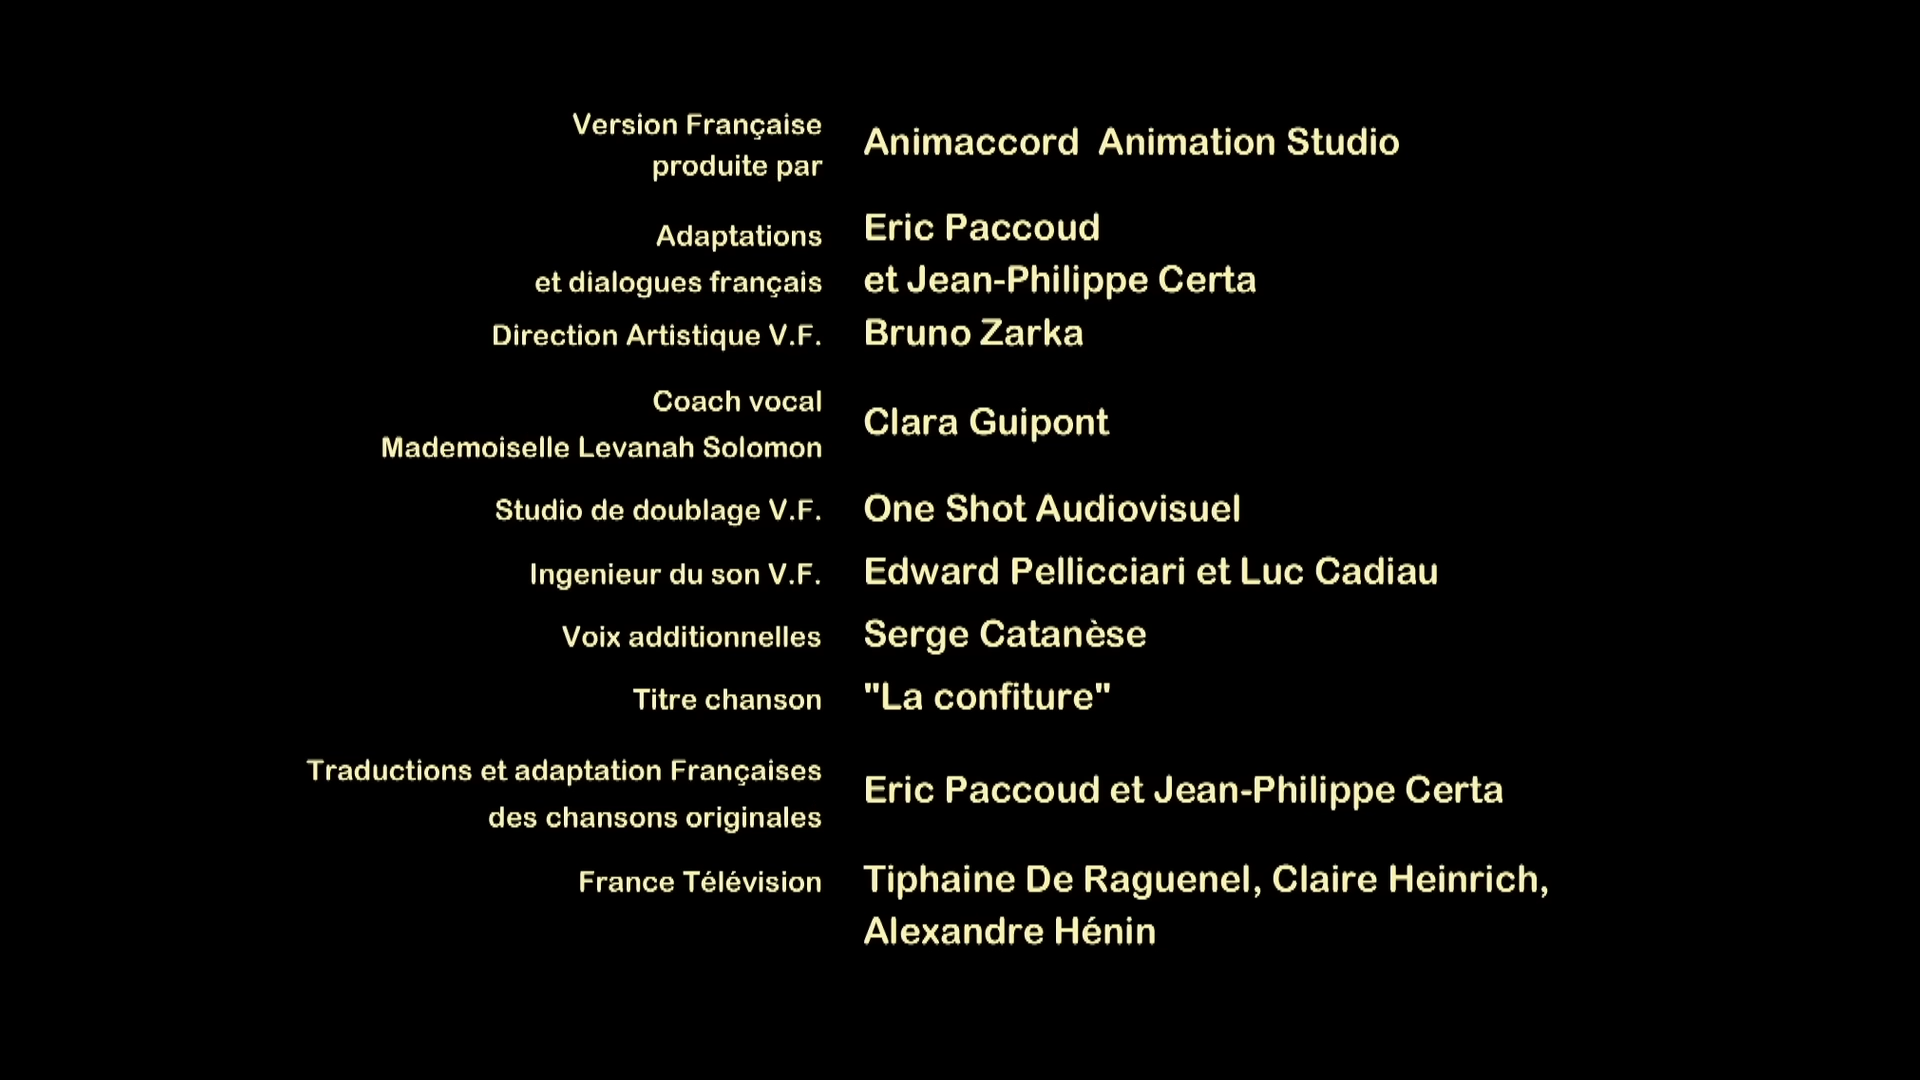 Version Française
produite par
Animaccord  Animation Studio
Adaptations
et dialogues français
Eric Paccoud
et Jean-Philippe Certa
Direction Artistique V.F.
Bruno Zarka
Coach vocal
Mademoiselle Levanah Solomon
Clara Guipont
Studio de doublage V.F.
One Shot Audiovisuel
Ingenieur du son V.F.
Edward Pellicciari et Luc Cadiau
Voix additionnelles
Serge Catanèse
Titre chanson
"La confiture"
Traductions et adaptation Françaises
des chansons originales
Eric Paccoud et Jean-Philippe Certa
France Télévision
Tiphaine De Raguenel, Claire Heinrich,
Alexandre Hénin